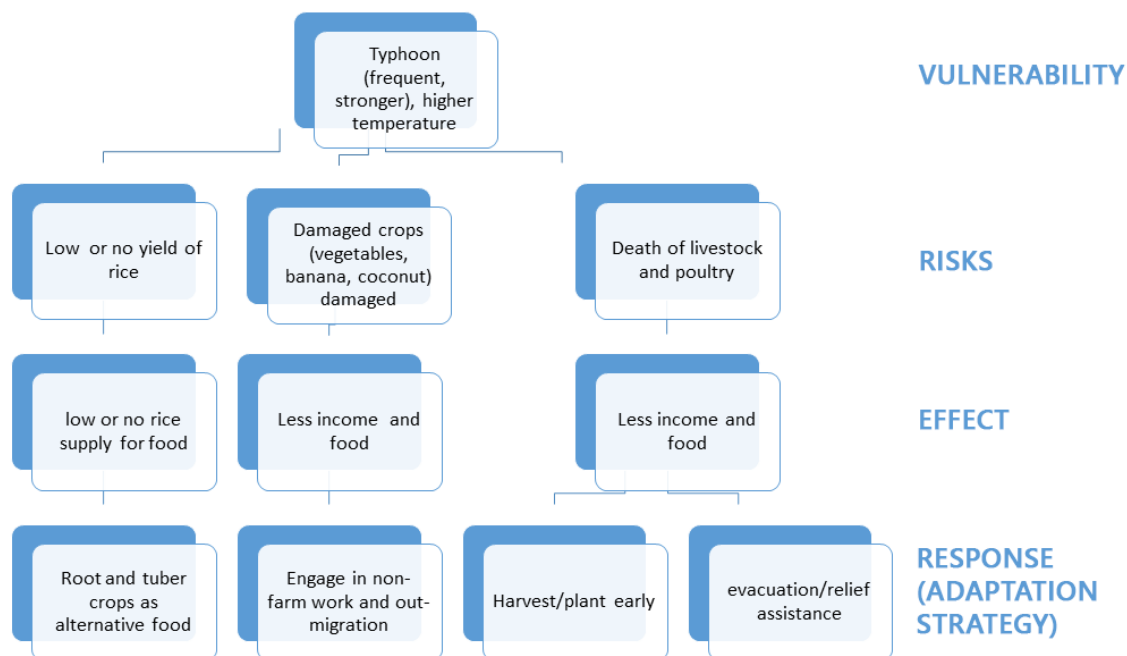 Typhoon
(frequent,
stronger), higher
temperature
VULNERABILITY
Low or no yield of
rice
Damaged crops
(vegetables,
banana, coconut)
damaged
Death of livestock
and poultry
RISKS
low or no rice
supply for food
Less income and
food
Less income and
food
EFFECT
Root and tuber
crops as
alternative food
Engage in non-
farm work and out-
migration
Harvest/plant early
evacuation/relief
assistance
RESPONSE
(ADAPTATION
STRATEGY)